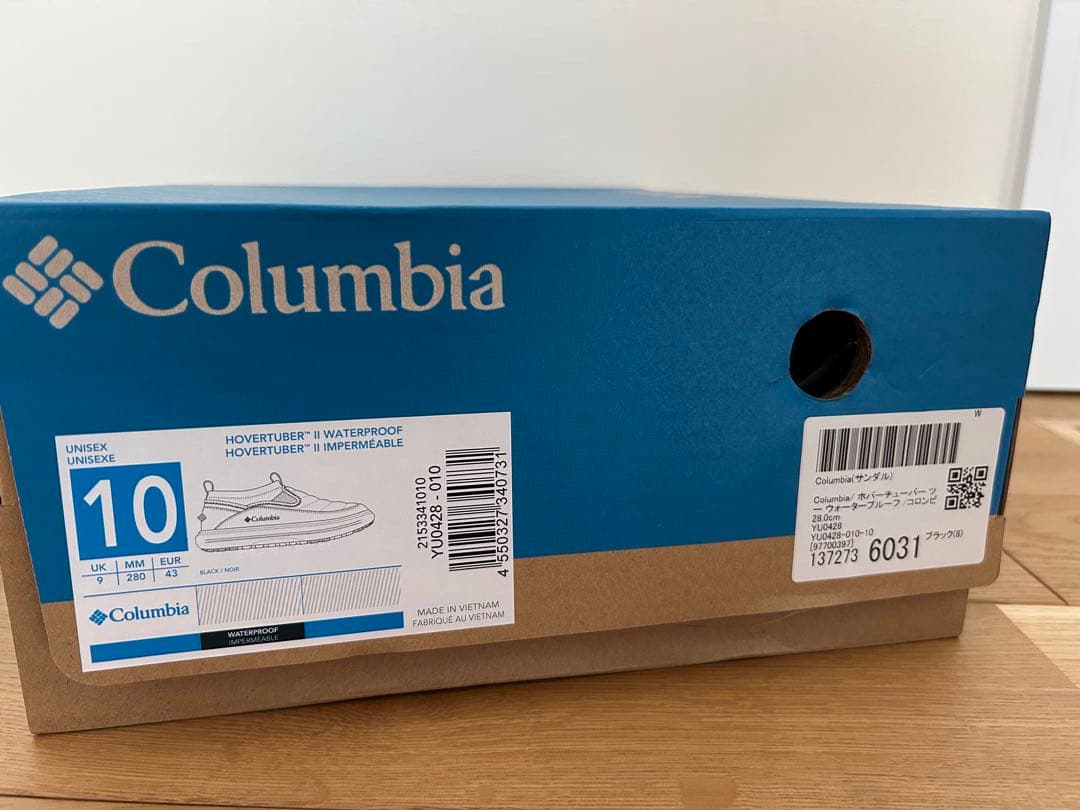 Columbia
UNISEX
UNISEXE
10
UK
9
MM
280
EUR
43
HOVERTUBER™ II WATERPROOF
HOVERTUBER™ II IMPERMÉABLE
Columbia
BLACK / NOIR
Columbia
WATERPROOF
IMPERMÉABLE
2153341010
YU0428 - 010
4 550327 340731
MADE IN VIETNAM
FABRIQUÉ AU VIETNAM
W
Columbia(サンダル)
Columbia/ ホバーチューバー ツ
ー ウォータープルーフ /コロンビ
28.0cm
YU0428
YU0428-010-10
[97700397]
ブラック(8)
137273 6031